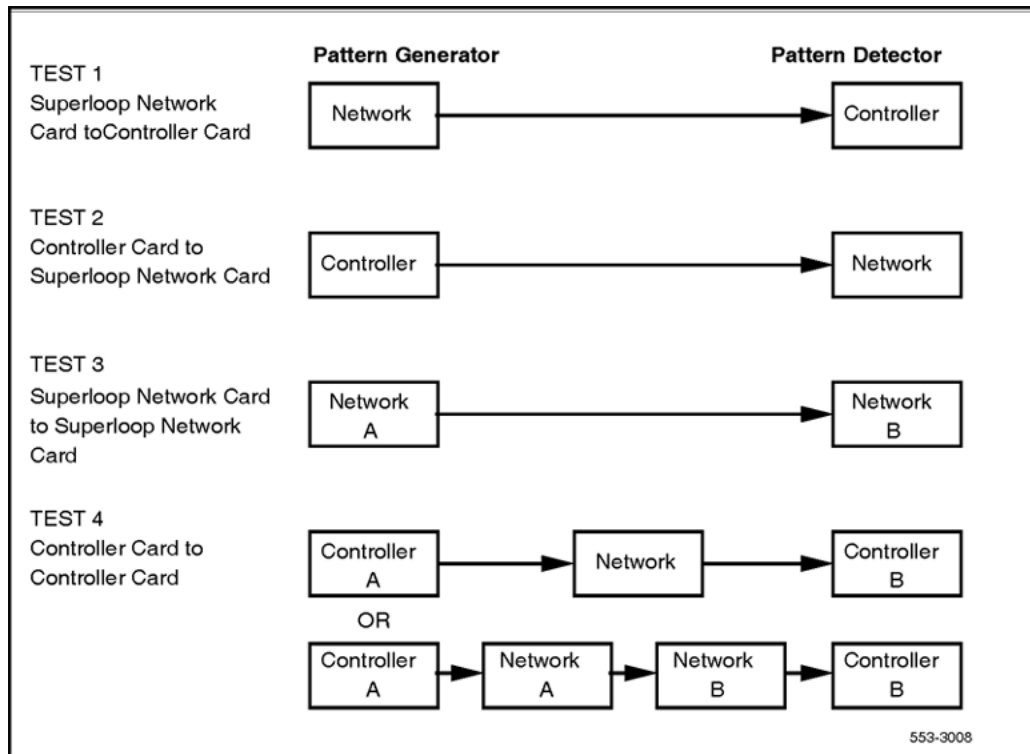 Pattern Generator
Pattern Detector
TEST 1
Superloop Network
Card toController Card
Network
Controller
TEST 2
Controller Card to
Superloop Network Card
Controller
Network
TEST 3
Superloop Network Card
to Superloop Network
Card
Network
A
Network
B
TEST 4
Controller Card to
Controller Card
Controller
A
Network
Controller
B
OR
Controller
A
Network
A
Network
B
Controller
B
553-3008